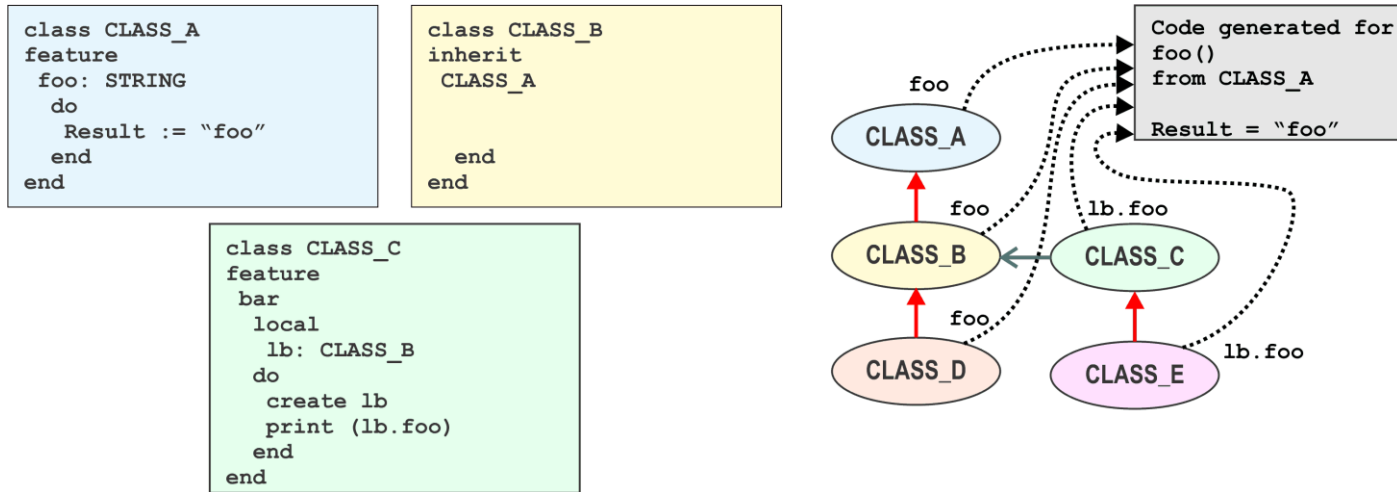 class CLASS_A
feature
foo: STRING
do
Result := “foo”
end
end
class CLASS_B
inherit
CLASS_A
end
end
class CLASS_C
feature
bar
local
lb: CLASS_B
do
create lb
print (lb.foo)
end
end
Code generated for
foo()
from CLASS_A
Result = “foo”
foo
CLASS_A
foo
lb.foo
CLASS_B
CLASS_C
foo
CLASS_D
CLASS_E
lb.foo